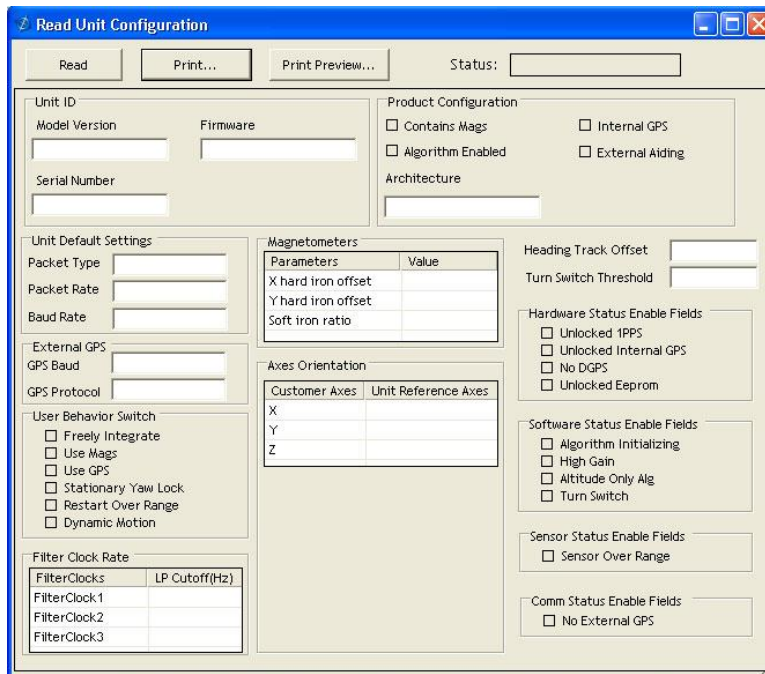 Read Unit Configuration
Read
Print...
Print Preview...
Status:
Unit ID
Model Version
Firmware
Serial Number
Product Configuration
Contains Mags
Internal GPS
Algorithm Enabled
External Aiding
Architecture
Unit Default Settings
Packet Type
Packet Rate
Baud Rate
External GPS
GPS Baud
GPS Protocol
User Behavior Switch
Freely Integrate
Use Mags
Use GPS
Stationary Yaw Lock
Restart Over Range
Dynamic Motion
Filter Clock Rate
FilterClocks LP Cutoff(Hz)
FilterClock1
FilterClock2
FilterClock3
Magnetometers
Parameters Value
X hard iron offset
Y hard iron offset
Soft iron ratio
Axes Orientation
Customer Axes Unit Reference Axes
X
Y
Z
Heading Track Offset
Turn Switch Threshold
Hardware Status Enable Fields
Unlocked 1PPS
Unlocked Internal GPS
No DGPS
Unlocked Eeprom
Software Status Enable Fields
Algorithm Initializing
High Gain
Altitude Only Alg
Turn Switch
Sensor Status Enable Fields
Sensor Over Range
Comm Status Enable Fields
No External GPS